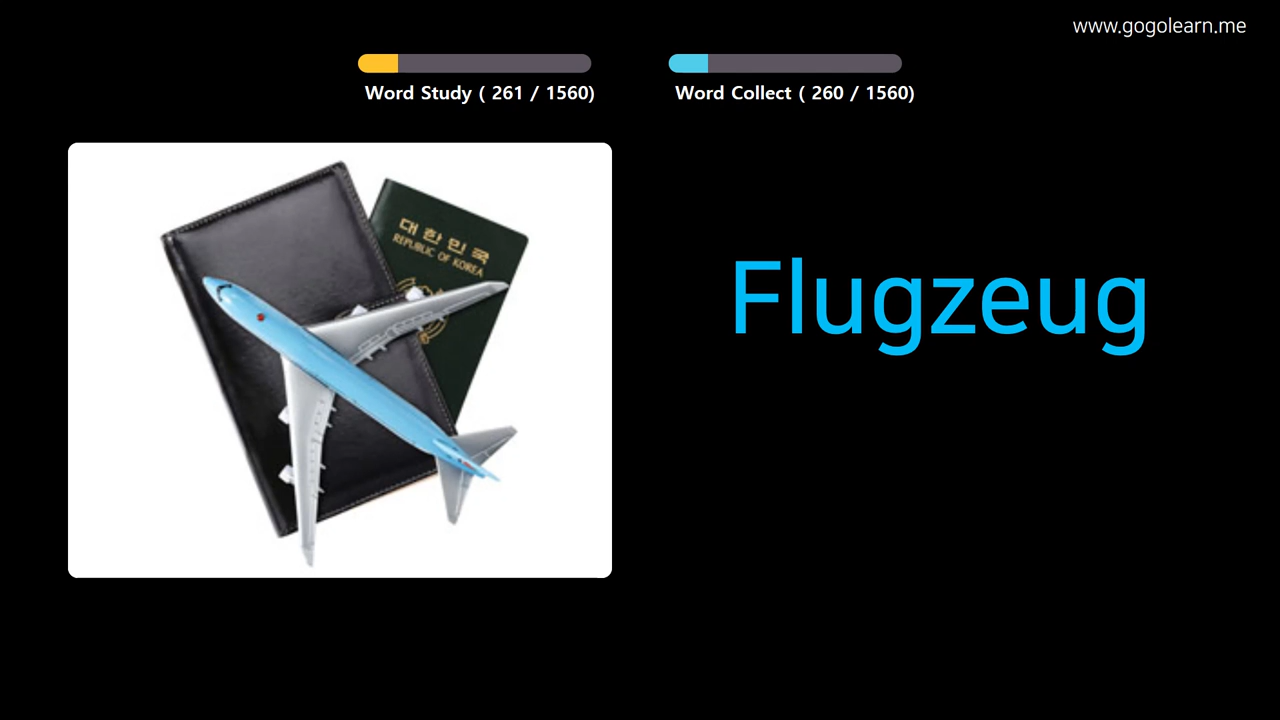 www.gogolearn.me
Word Study ( 261 / 1560)
Word Collect ( 260 / 1560)
대한민국
REPUBLIC OF KOREA
Flugzeug